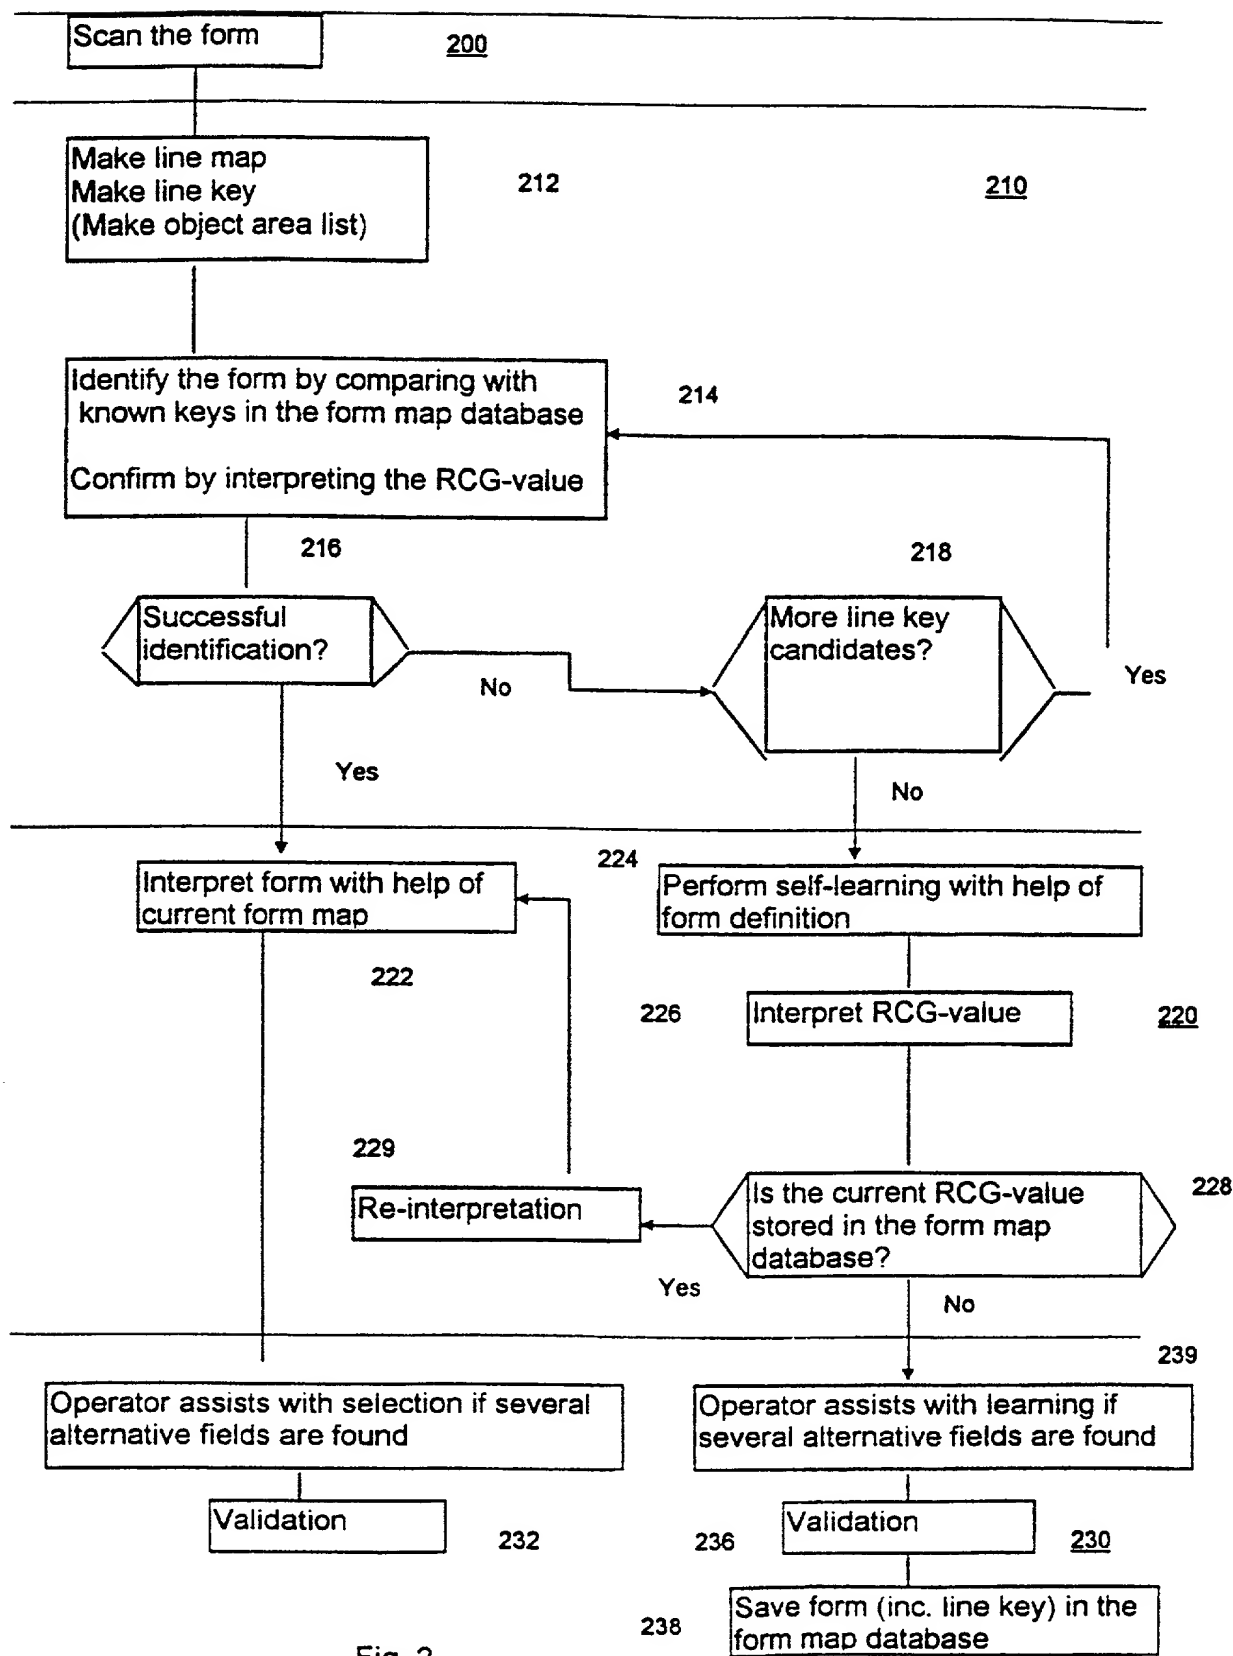 Scan the form
200
Make line map
Make line key
(Make object area list)
212
210
Identify the form by comparing with
known keys in the form map database
Confirm by interpreting the RCG-value
214
216
218
Successful
identification?
More line key
candidates?
No
Yes
Yes
No
Interpret form with help of
current form map
222
224
Perform self-learning with help of
form definition
226
Interpret RCG-value
220
229
Re-interpretation
Is the current RCG-value
stored in the form map
database?
228
Yes
No
239
Operator assists with selection if several
alternative fields are found
Operator assists with learning if
several alternative fields are found
Validation
232
236
Validation
230
238
Save form (inc. line key) in the
form map database
Fig. 2